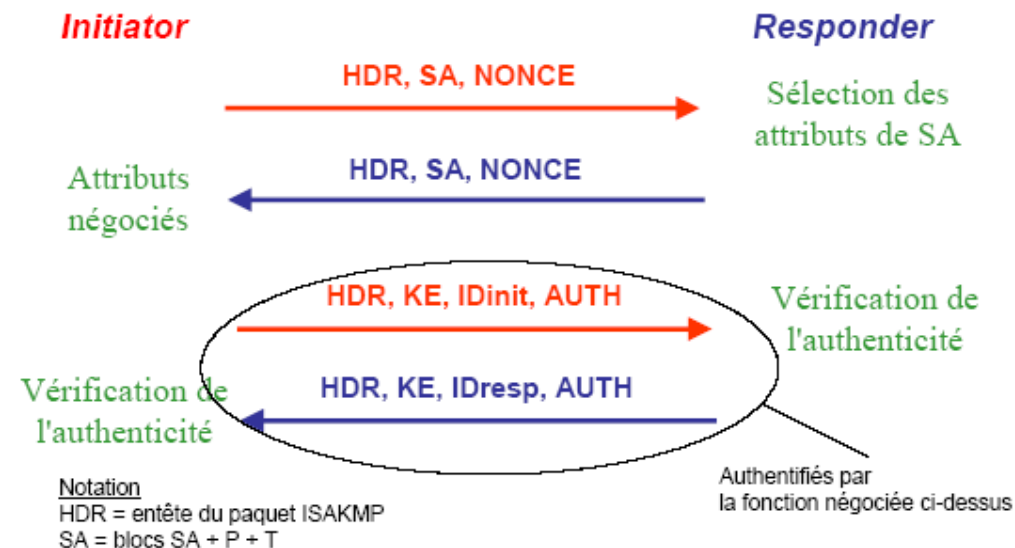 Initiator
Responder
HDR, SA, NONCE
Sélection des
attributs de SA
HDR, SA, NONCE
Attributs
négociés
HDR, KE, IDinit, AUTH
Vérification de
l'authenticité
HDR, KE, IDresp, AUTH
Vérification de
l'authenticité
Authentifiés par
la fonction négociée ci-dessus
Notation
HDR = entête du paquet ISAKMP
SA = blocs SA + P + T